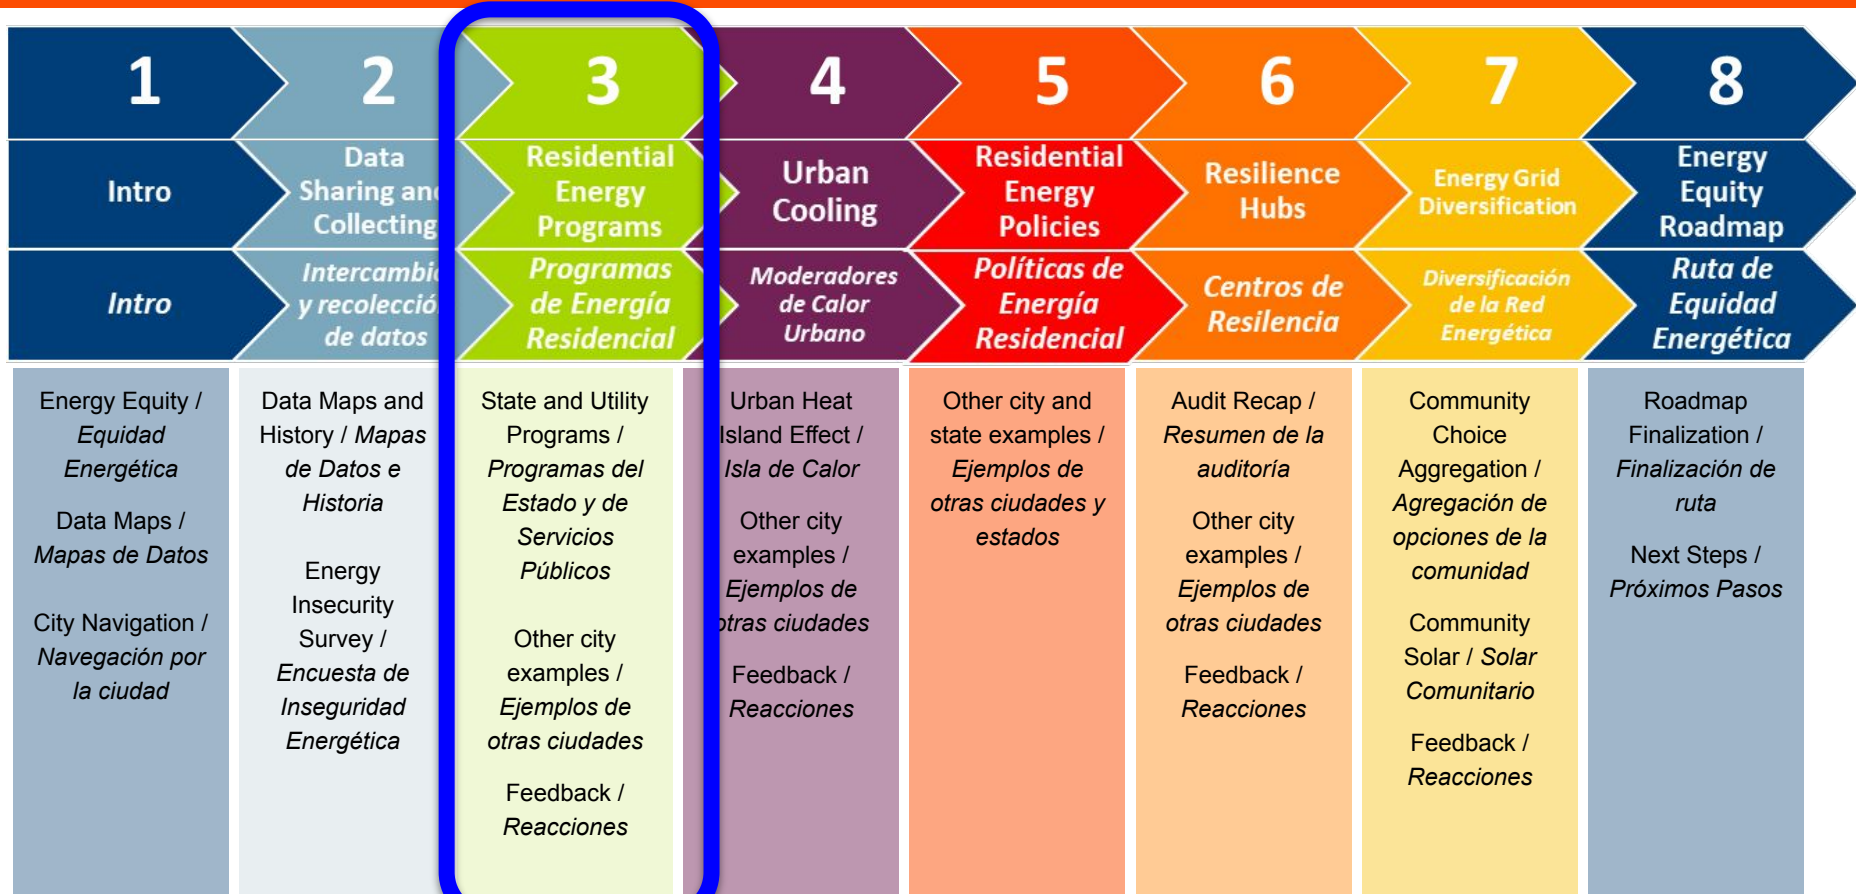 1
2
3
4
5
6
7
8
Intro
Data
Sharing and
Collecting
Residential
Energy
Programs
Urban
Cooling
Residential
Energy
Policies
Resilience
Hubs
Energy Grid
Diversification
Energy
Equity
Roadmap
Intro
Intercambio
y recolección
de datos
Programas
de Energía
Residencial
Moderadores
de Calor
Urbano
Políticas de
Energía
Residencial
Centros de
Resilencia
Diversificación
de la Red
Energética
Ruta de
Equidad
Energética
Energy Equity /
Equidad
Energética
Data Maps /
Mapas de Datos
City Navigation /
Navegación por
la ciudad
Data Maps and
History / Mapas
de Datos e
Historia
Energy
Insecurity
Survey /
Encuesta de
Inseguridad
Energética
State and Utility
Programs /
Programas del
Estado y de
Servicios
Públicos
Other city
examples /
Ejemplos de
otras ciudades
Feedback /
Reacciones
Urban Heat
Island Effect /
Isla de Calor
Other city
examples /
Ejemplos de
otras ciudades
Feedback /
Reacciones
Other city and
state examples /
Ejemplos de
otras ciudades y
estados
Audit Recap /
Resumen de la
auditoría
Other city
examples /
Ejemplos de
otras ciudades
Feedback /
Reacciones
Community
Choice
Aggregation /
Agregación de
opciones de la
comunidad
Community
Solar / Solar
Comunitario
Feedback /
Reacciones
Roadmap
Finalization /
Finalización de
ruta
Next Steps /
Próximos Pasos